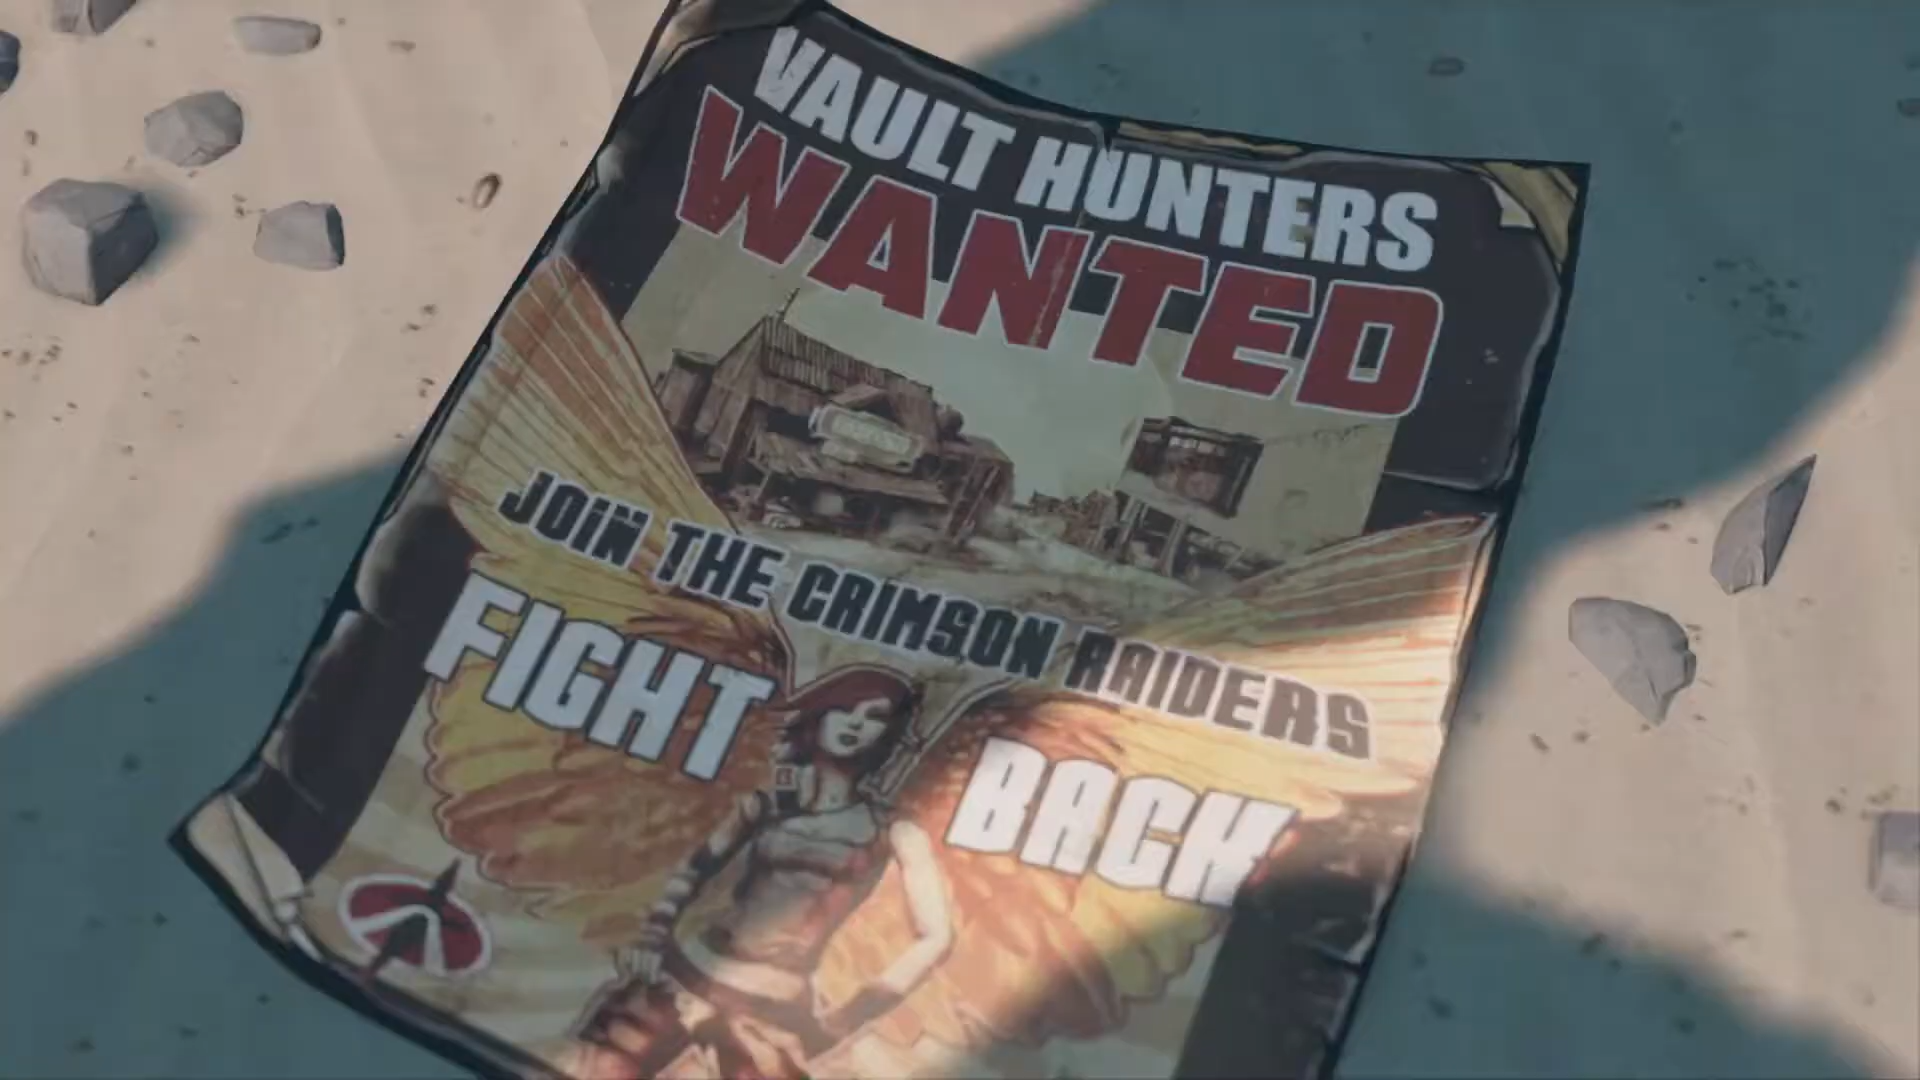 VAULT HUNTERS
WANTED
JOIN THE CRIMSON RAIDERS
FIGHT
BACK